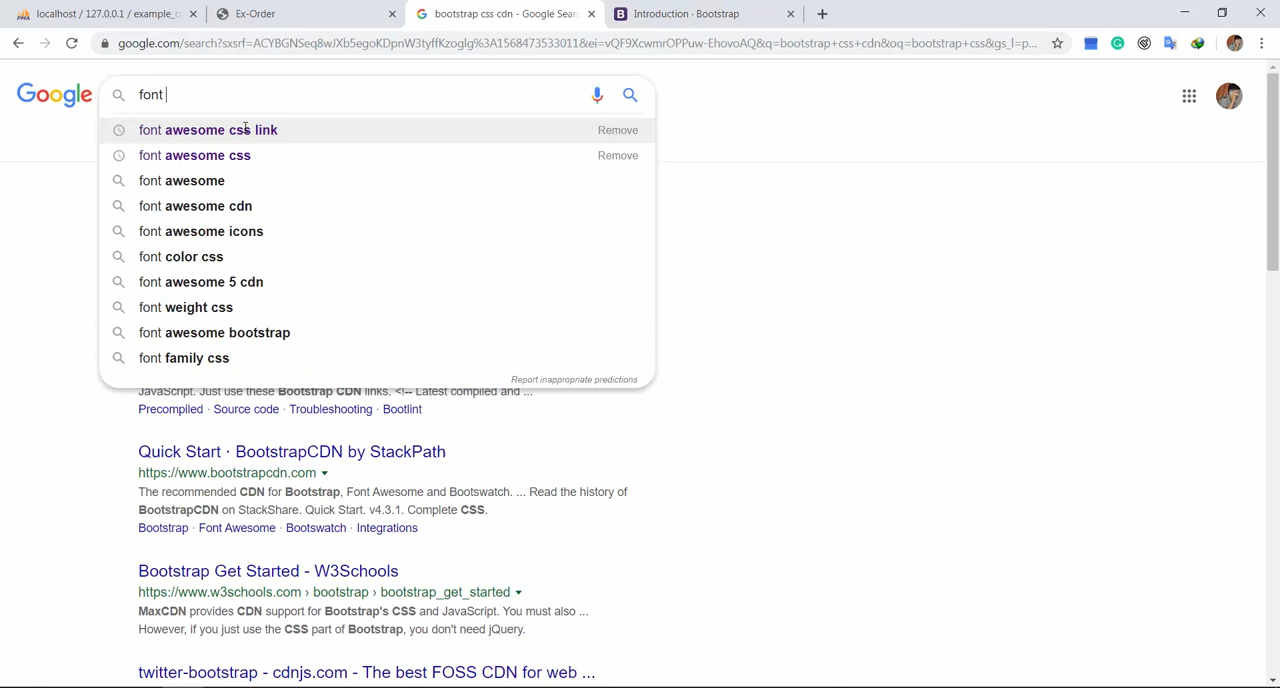 localhost / 127.0.0.1 / example_c
Ex-Order
bootstrap css cdn - Google Sear
Introduction · Bootstrap
google.com/search?sxsrf=ACYBGNSeq8wJXb5egoKDpnW3tyffKzoglg%3A1568473533011&ei=vQF9XcwmrOPPuw-EhovoAQ&q=bootstrap+css+cdn&oq=bootstrap+css&gs_l=p...
Google
font
font awesome css link
Remove
font awesome css
Remove
font awesome
font awesome cdn
font awesome icons
font color css
font awesome 5 cdn
font weight css
font awesome bootstrap
font family css
Report inappropriate predictions
JavaScript. Just use these Bootstrap CDN links. <!-- Latest compiled and ...
Precompiled · Source code · Troubleshooting · Bootlint
Quick Start · BootstrapCDN by StackPath
https://www.bootstrapcdn.com
The recommended CDN for Bootstrap, Font Awesome and Bootswatch. ... Read the history of
BootstrapCDN on StackShare. Quick Start. v4.3.1. Complete CSS.
Bootstrap · Font Awesome · Bootswatch · Integrations
Bootstrap Get Started - W3Schools
https://www.w3schools.com › bootstrap › bootstrap_get_started
MaxCDN provides CDN support for Bootstrap's CSS and JavaScript. You must also ...
However, if you just use the CSS part of Bootstrap, you don't need jQuery.
twitter-bootstrap - cdnjs.com - The best FOSS CDN for web ...